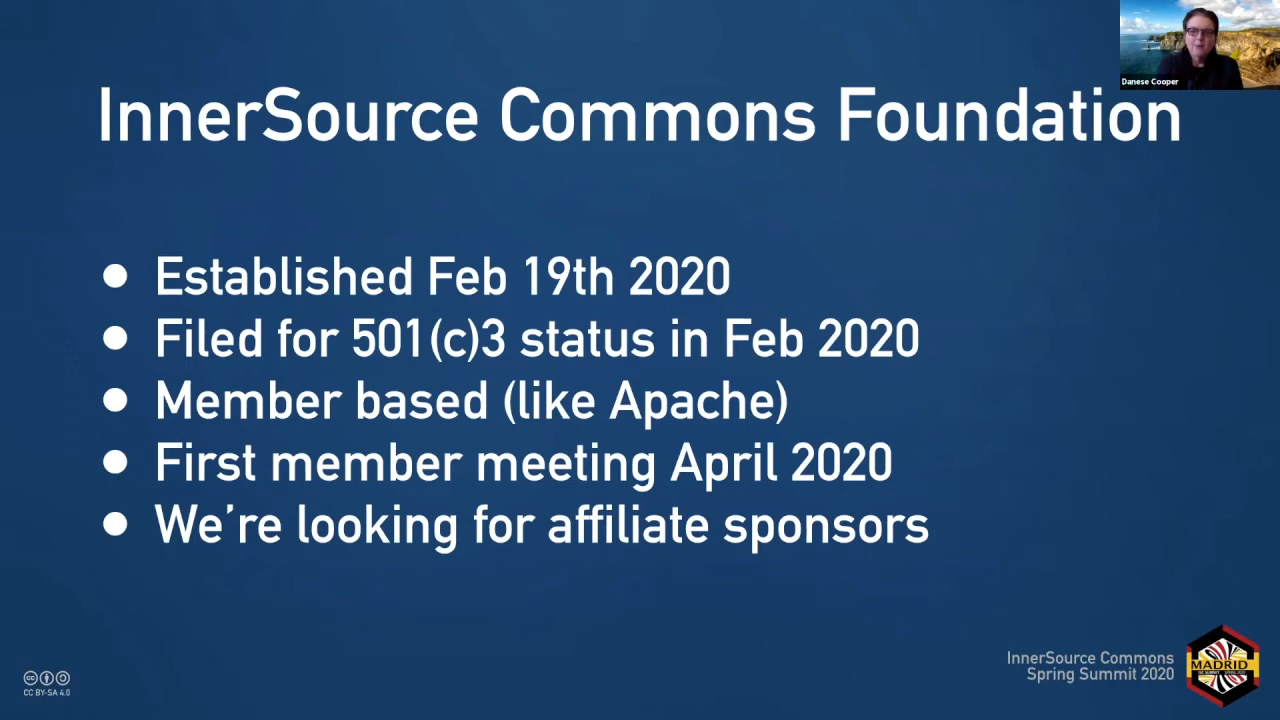 Danese Cooper
InnerSource Commons Foundation
● Established Feb 19th 2020
● Filed for 501(c)3 status in Feb 2020
● Member based (like Apache)
● First member meeting April 2020
● We’re looking for affiliate sponsors
InnerSource Commons
Spring Summit 2020
MADRID
CC BY-SA 4.0